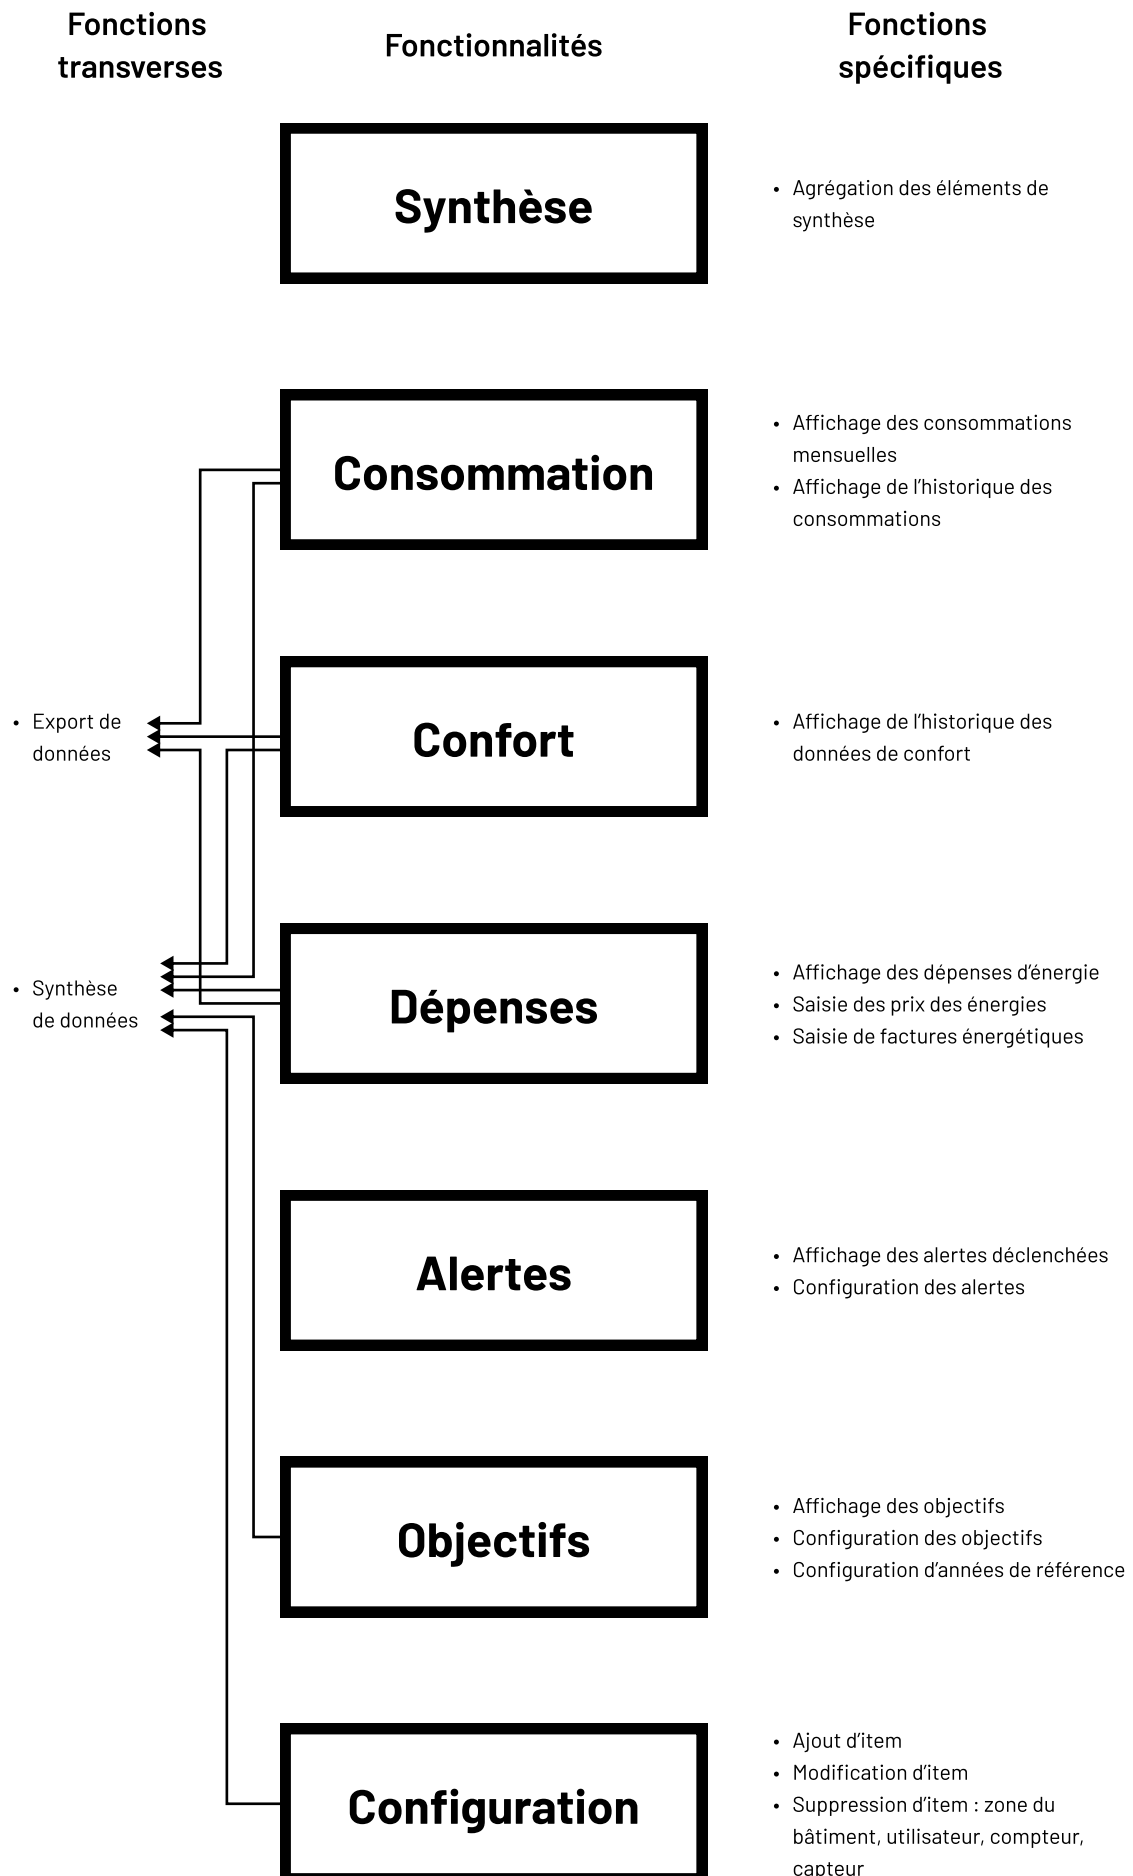 Fonctions
transverses
Fonctionnalités
Fonctions
spécifiques
Synthèse
• Agrégation des éléments de
synthèse
Consommation
• Affichage des consommations
mensuelles
• Affichage de l’historique des
consommations
• Export de
données
Confort
• Affichage de l’historique des
données de confort
• Synthèse
de données
Dépenses
• Affichage des dépenses d’énergie
• Saisie des prix des énergies
• Saisie de factures énergétiques
Alertes
• Affichage des alertes déclenchées
• Configuration des alertes
Objectifs
• Affichage des objectifs
• Configuration des objectifs
• Configuration d’années de référence
Configuration
• Ajout d’item
• Modification d’item
• Suppression d’item : zone du
bâtiment, utilisateur, compteur,
capteur